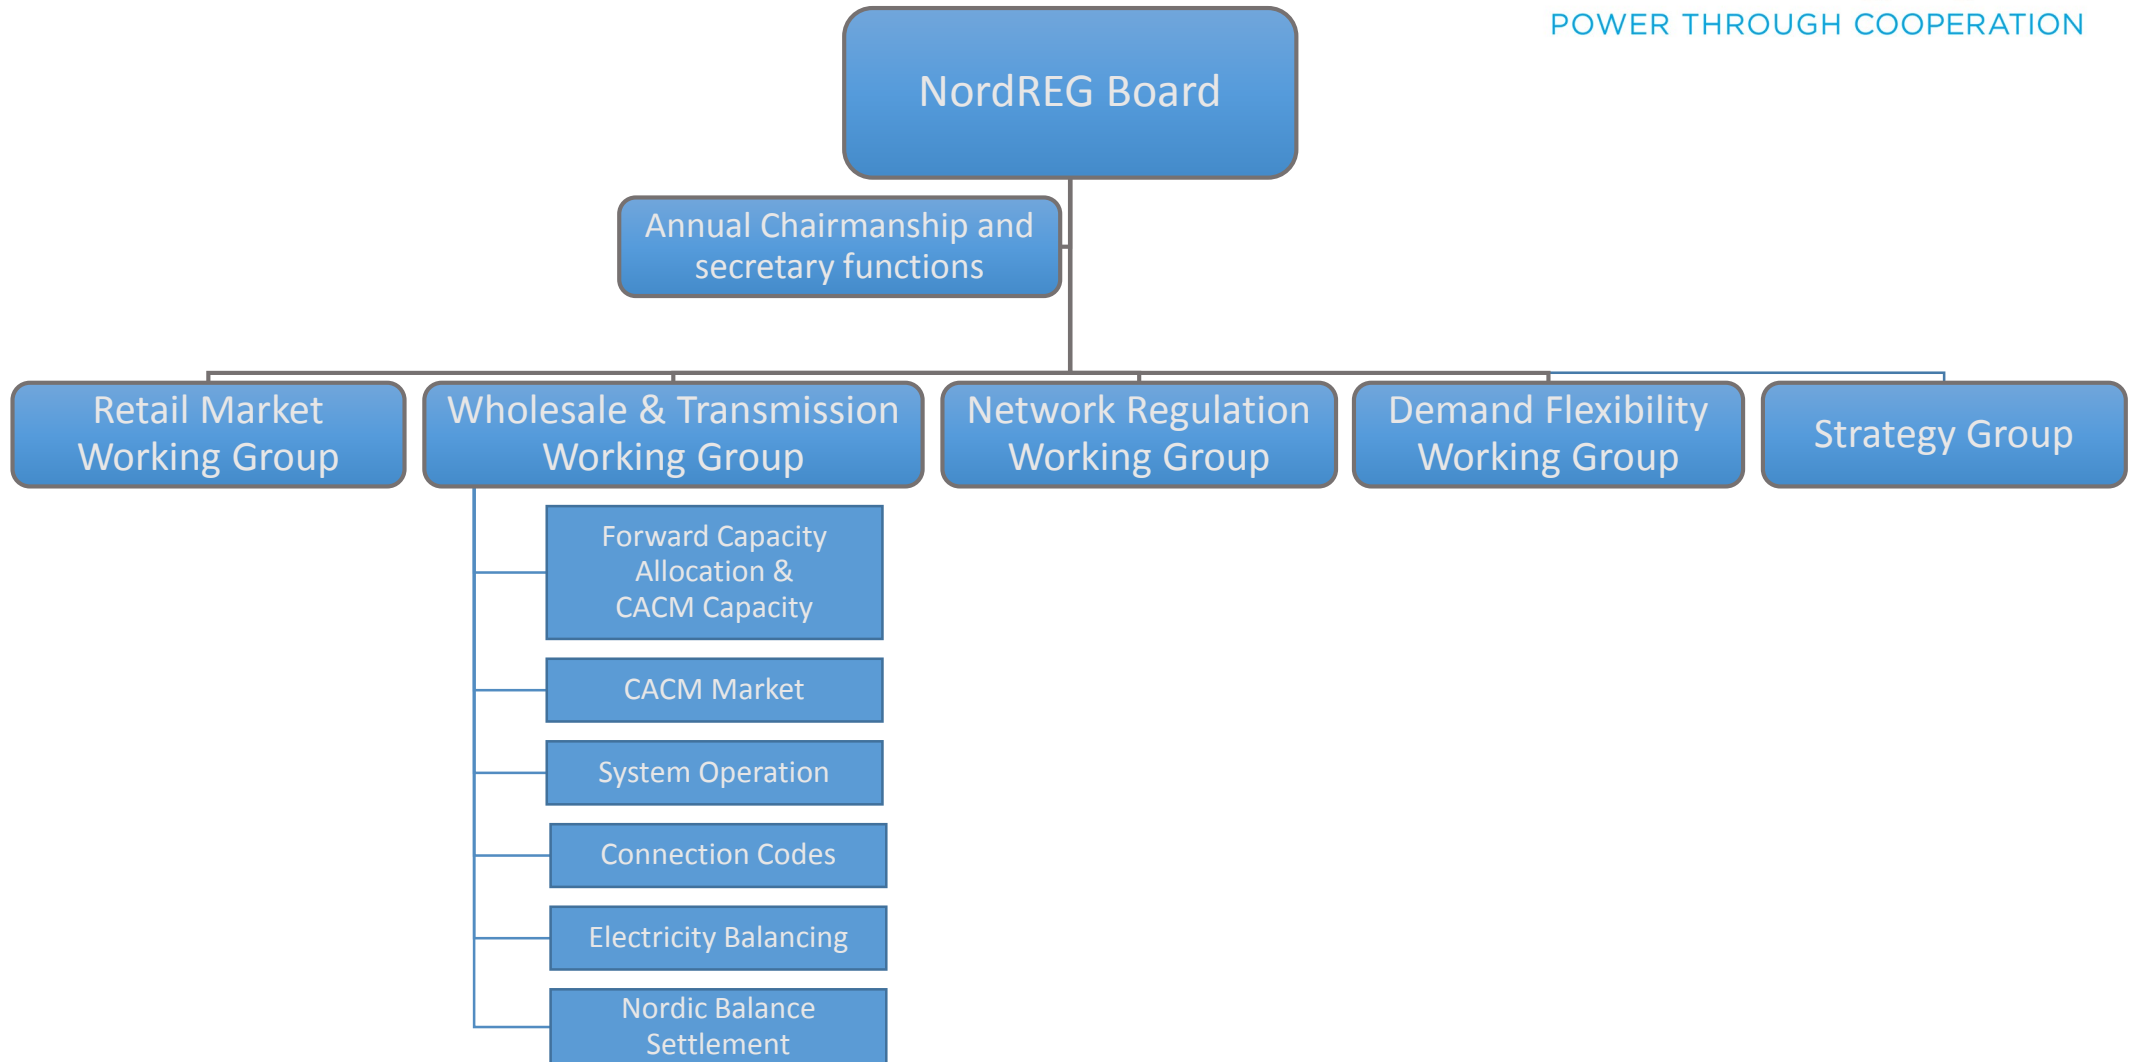 POWER THROUGH COOPERATION
NordREG Board
Annual Chairmanship and
secretary functions
Retail Market
Working Group
Wholesale & Transmission
Working Group
Network Regulation
Working Group
Demand Flexibility
Working Group
Strategy Group
Forward Capacity
Allocation &
CACM Capacity
CACM Market
System Operation
Connection Codes
Electricity Balancing
Nordic Balance
Settlement